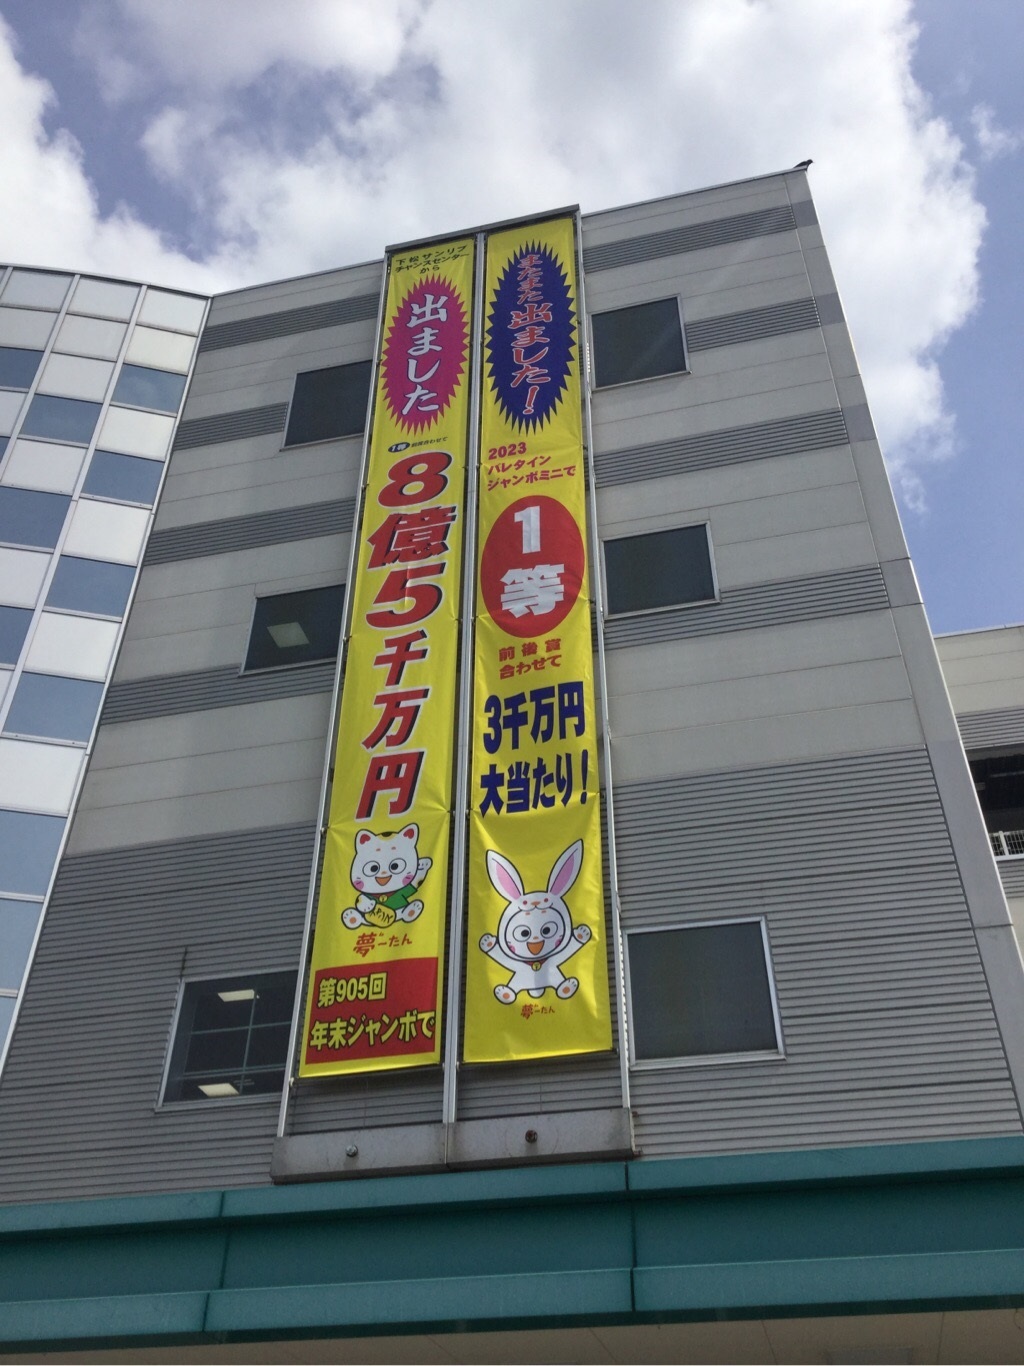 下松サンリブ
チャンスセンター
から
出ました
1等 前後合わせて
8億5千万円
夢ーたん
第905回
年末ジャンボで
またまた出ました!
2023
バレタイン
ジャンボミニで
1等
前後賞
合わせて
3千万円
大当たり!
夢ーたん